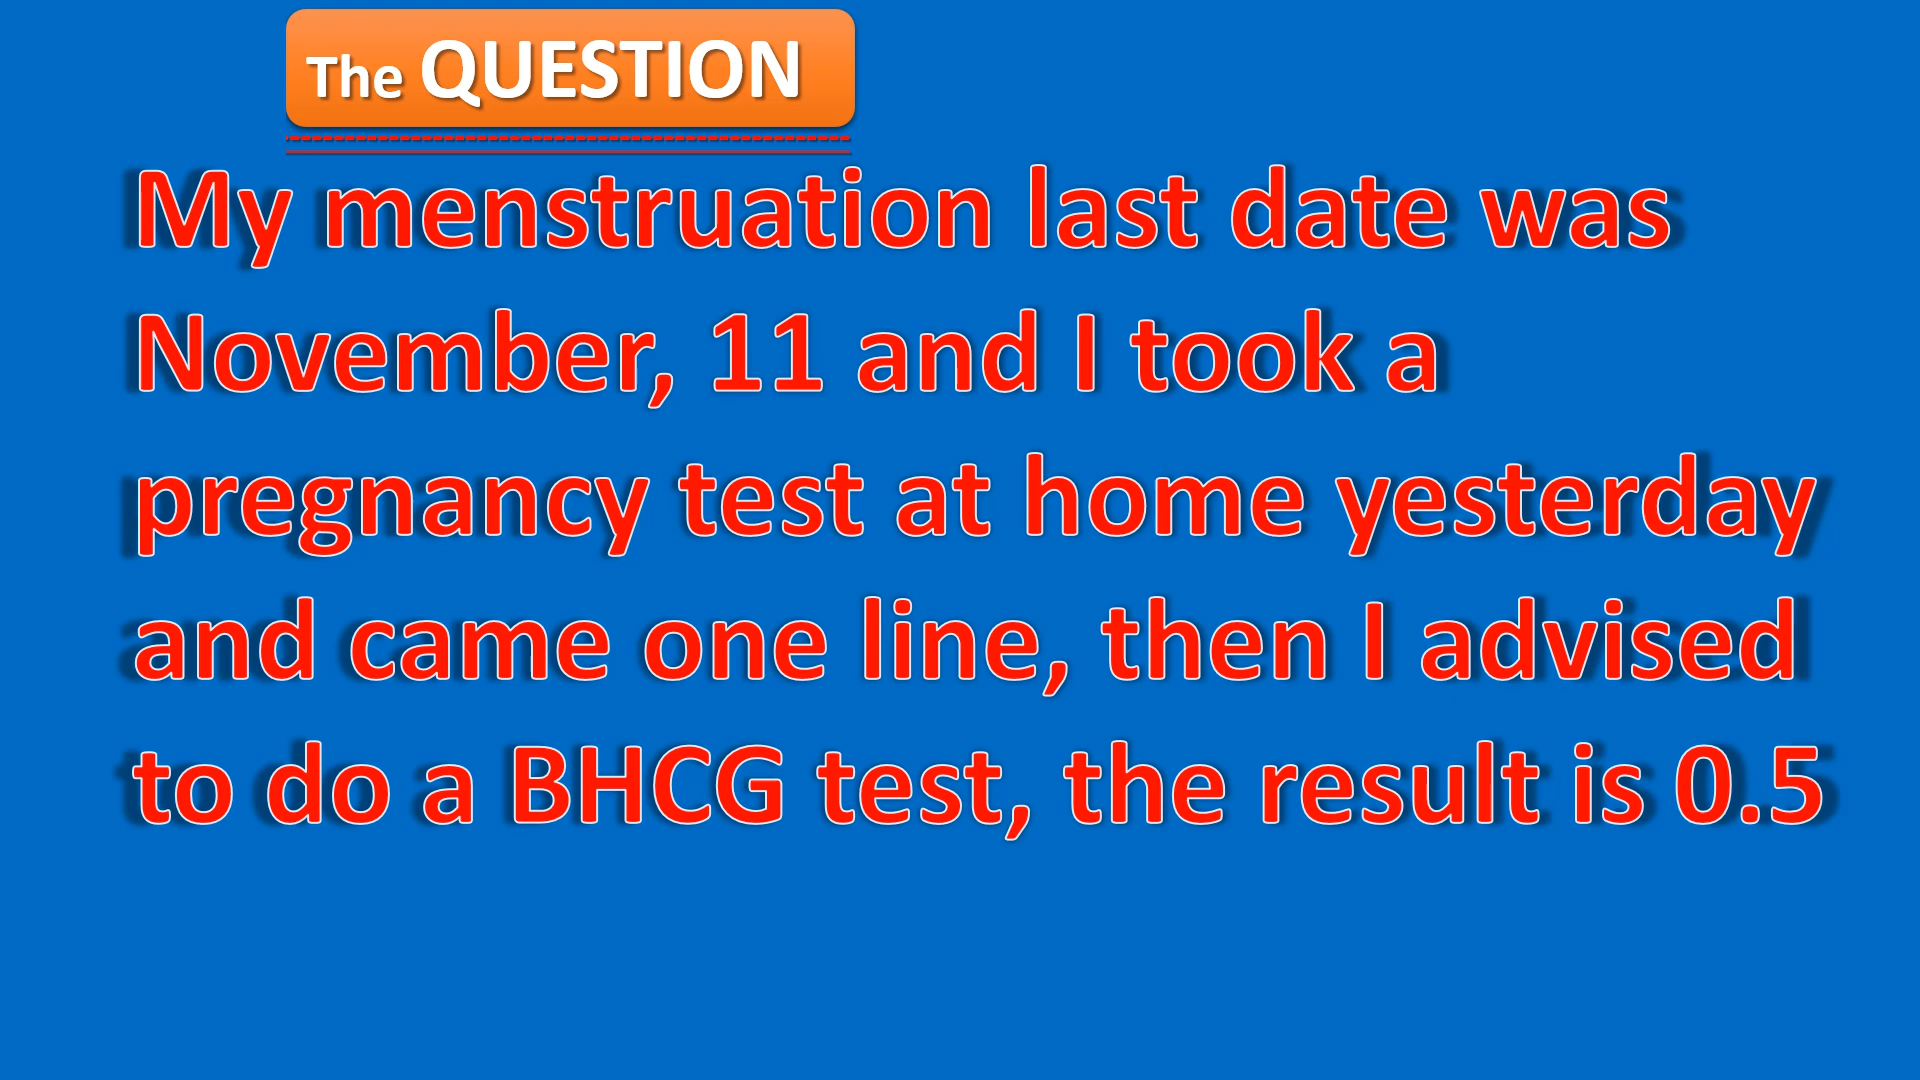 The QUESTION
My menstruation last date was
November, 11 and I took a
pregnancy test at home yesterday
and came one line, then I advised
to do a BHCG test, the result is 0.5